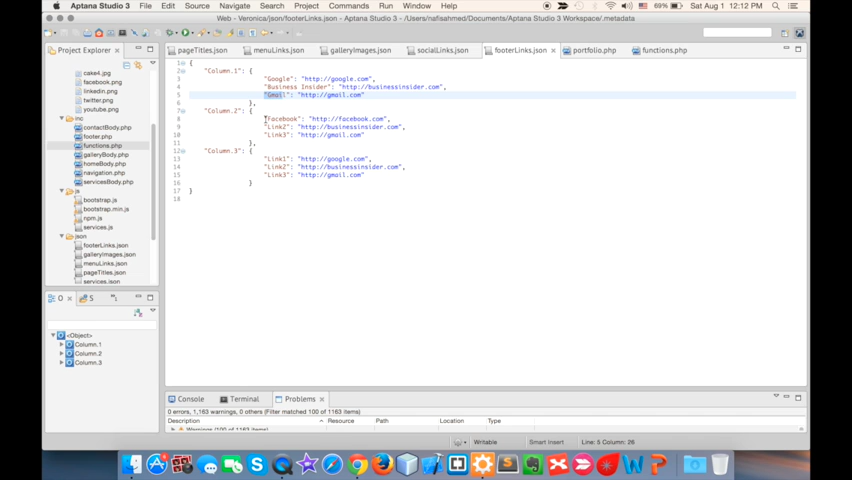 Aptana Studio 3 File Edit Source Navigate Search Project Commands Run Window Help
69% Sat Aug 1 12:12 PM
Web - Veronica/json/footerLinks.json - Aptana Studio 3 - /Users/nafisahmed/Documents/Aptana Studio 3 Workspace/.metadata
Project Explorer
pageTitles.json menuLinks.json galleryImages.json socialLinks.json footerLinks.json portfolio.php functions.php
cake4.jpg
facebook.png
linkedin.png
twitter.png
youtube.png
inc
contactBody.php
footer.php
functions.php
galleryBody.php
homeBody.php
navigation.php
servicesBody.php
js
bootstrap.js
bootstrap.min.js
npm.js
services.js
json
footerLinks.json
galleryImages.json
menuLinks.json
pageTitles.json
services.json
1 {
2 "Column.1": {
3 "Google": "http://google.com",
4 "Business Insider": "http://businessinsider.com",
5 "Gmail": "http://gmail.com"
6 },
7 "Column.2": {
8 "Facebook": "http://facebook.com",
9 "Link2": "http://businessinsider.com",
10 "Link3": "http://gmail.com"
11 },
12 "Column.3": {
13 "Link1": "http://google.com",
14 "Link2": "http://businessinsider.com",
15 "Link3": "http://gmail.com"
16 }
17 }
18
O S
<Object>
Column.1
Column.2
Column.3
Console Terminal Problems
0 errors, 1,163 warnings, 0 others (Filter matched 100 of 1163 items)
Description Resource Path Location Type
Warnings (100 of 1163 items)
Writable Smart Insert Line: 5 Column: 26